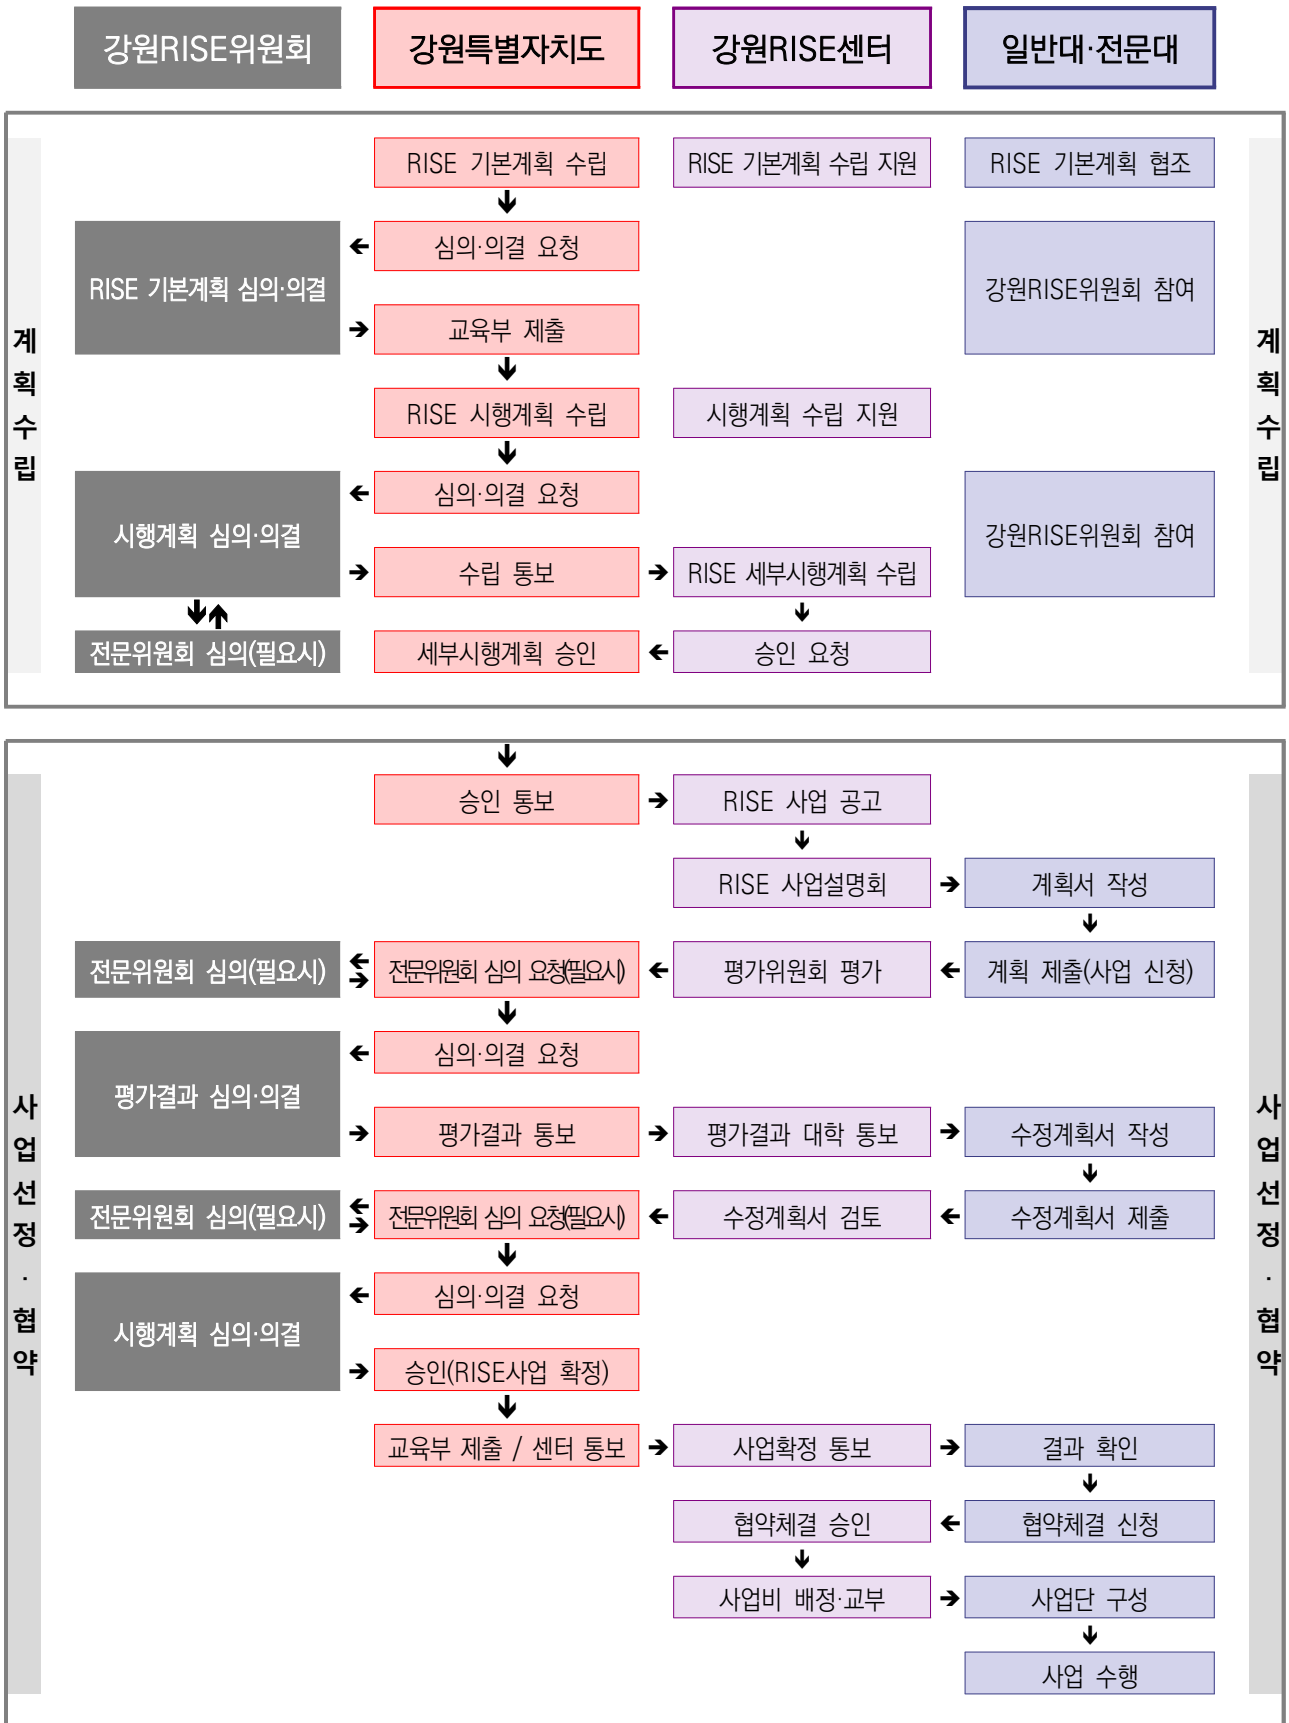 강원RISE위원회 강원특별자치도 강원RISE센터 일반대·전문대
계획수립
계획수립
RISE 기본계획 수립 RISE 기본계획 수립 지원 RISE 기본계획 협조
심의·의결 요청
RISE 기본계획 심의·의결 강원RISE위원회 참여
교육부 제출
RISE 시행계획 수립 시행계획 수립 지원
심의·의결 요청
시행계획 심의·의결 강원RISE위원회 참여
수립 통보 RISE 세부시행계획 수립
전문위원회 심의(필요시) 세부시행계획 승인 승인 요청
사업선정·협약
사업선정·협약
승인 통보 RISE 사업 공고
RISE 사업설명회 계획서 작성
전문위원회 심의(필요시) 전문위원회 심의 요청(필요시) 평가위원회 평가 계획 제출(사업 신청)
심의·의결 요청
평가결과 심의·의결
평가결과 통보 평가결과 대학 통보 수정계획서 작성
전문위원회 심의(필요시) 전문위원회 심의 요청(필요시) 수정계획서 검토 수정계획서 제출
심의·의결 요청
시행계획 심의·의결
승인(RISE사업 확정)
교육부 제출 / 센터 통보 사업확정 통보 결과 확인
협약체결 승인 협약체결 신청
사업비 배정·교부 사업단 구성
사업 수행